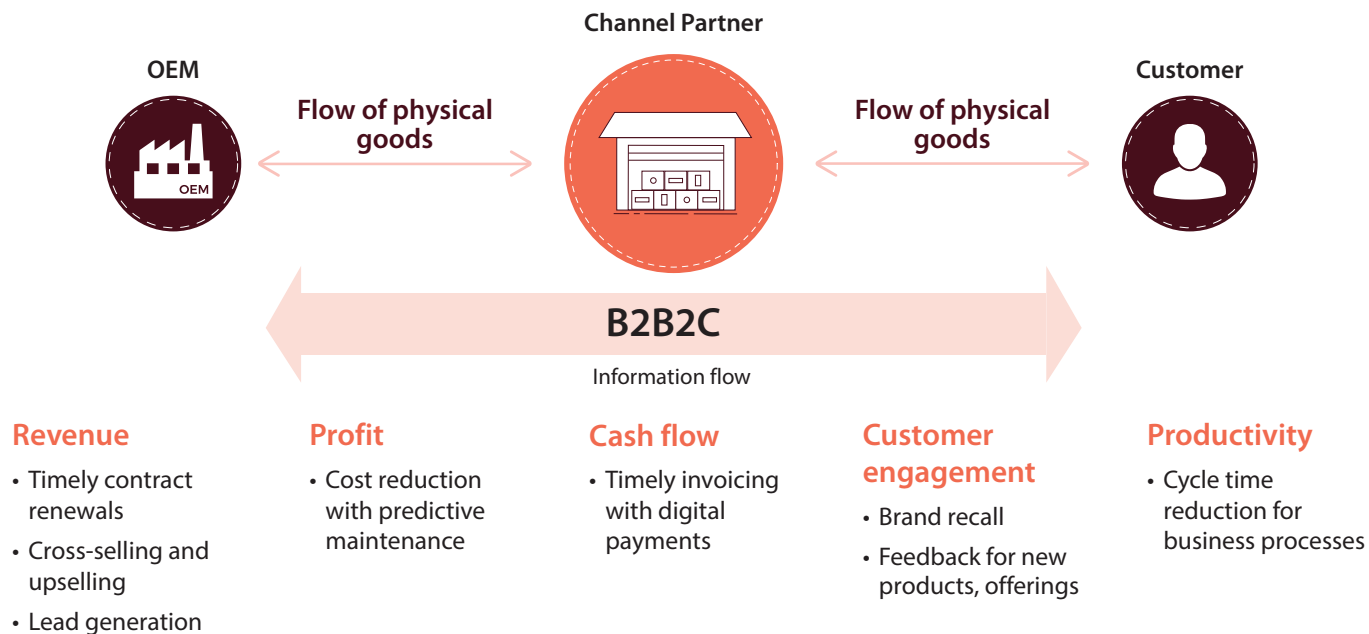 Channel Partner
OEM
Customer
Flow of physical
goods
Flow of physical
goods
OEM
B2B2C
Information flow
Revenue
• Timely contract
renewals
• Cross-selling and
upselling
• Lead generation
Profit
• Cost reduction
with predictive
maintenance
Cash flow
• Timely invoicing
with digital
payments
Customer
engagement
• Brand recall
• Feedback for new
products, offerings
Productivity
• Cycle time
reduction for
business processes